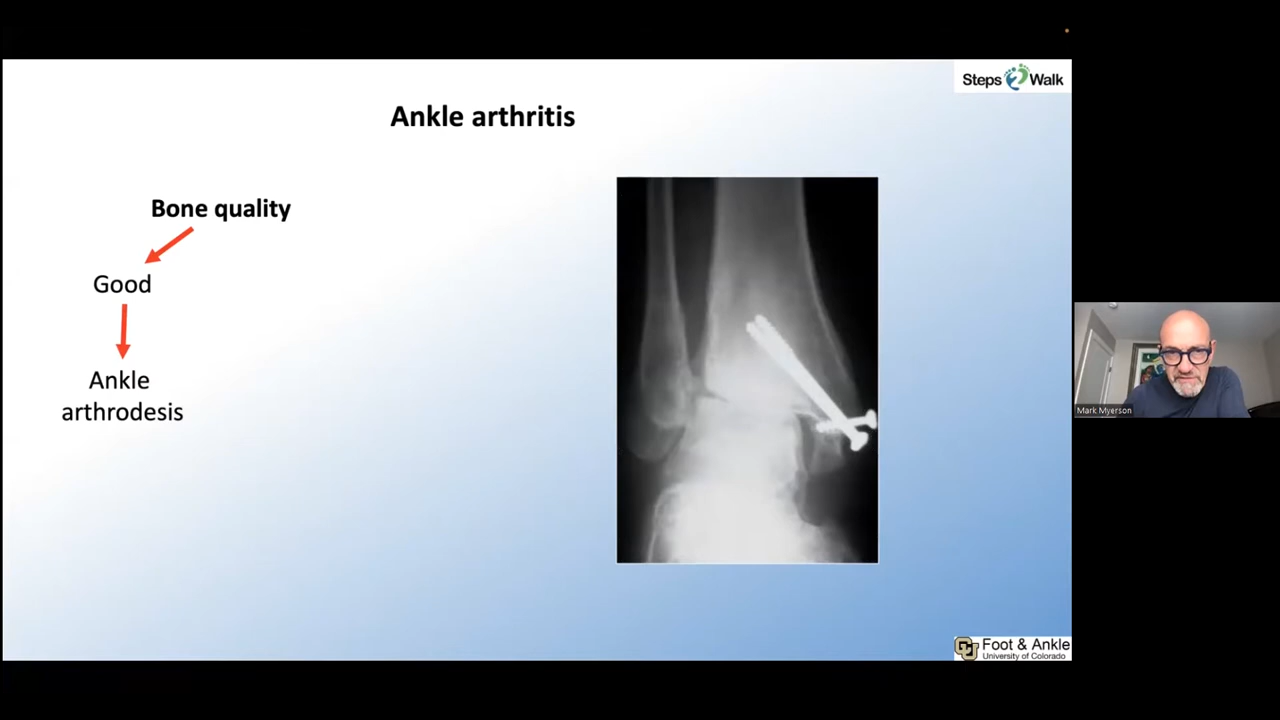 Steps 2 Walk
Ankle arthritis
Bone quality
Good
Ankle
arthrodesis
Mark Myerson
Foot & Ankle
University of Colorado